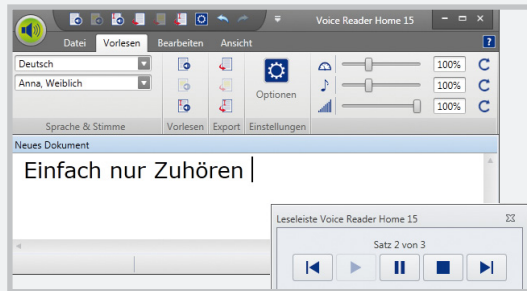 Voice Reader Home 15
Datei Vorlesen Bearbeiten Ansicht
?
Deutsch
Anna, Weiblich
Optionen
100%
100%
100%
Sprache & Stimme Vorlesen Export Einstellungen
Neues Dokument
Einfach nur Zuhören
Leseleiste Voice Reader Home 15
Satz 2 von 3